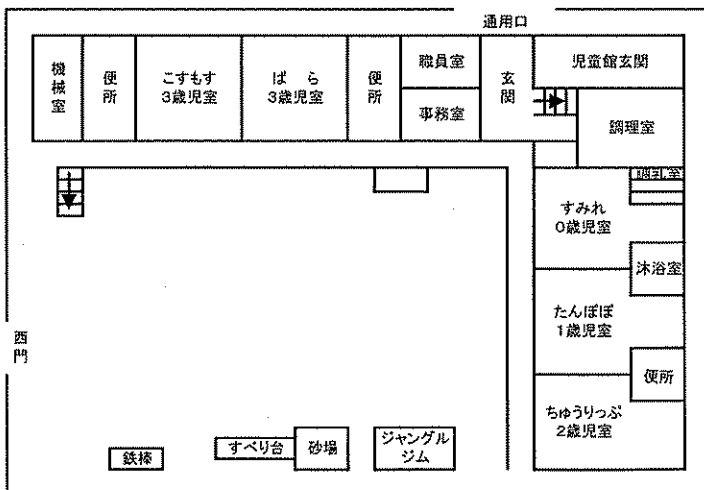 通用口
機械室
便所
こすもす
3歳児室
ばら
3歳児室
便所
職員室
事務室
玄関
児童館玄関
調理室
調乳室
すみれ
0歳児室
沐浴室
たんぽぽ
1歳児室
便所
ちゅうりっぷ
2歳児室
西門
鉄棒
すべり台
砂場
ジャングル
ジム